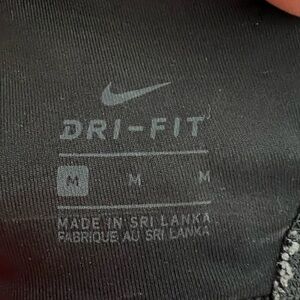 DRI-FIT
M M M
MADE IN SRI LANKA
FABRIQUE AU SRI LANKA